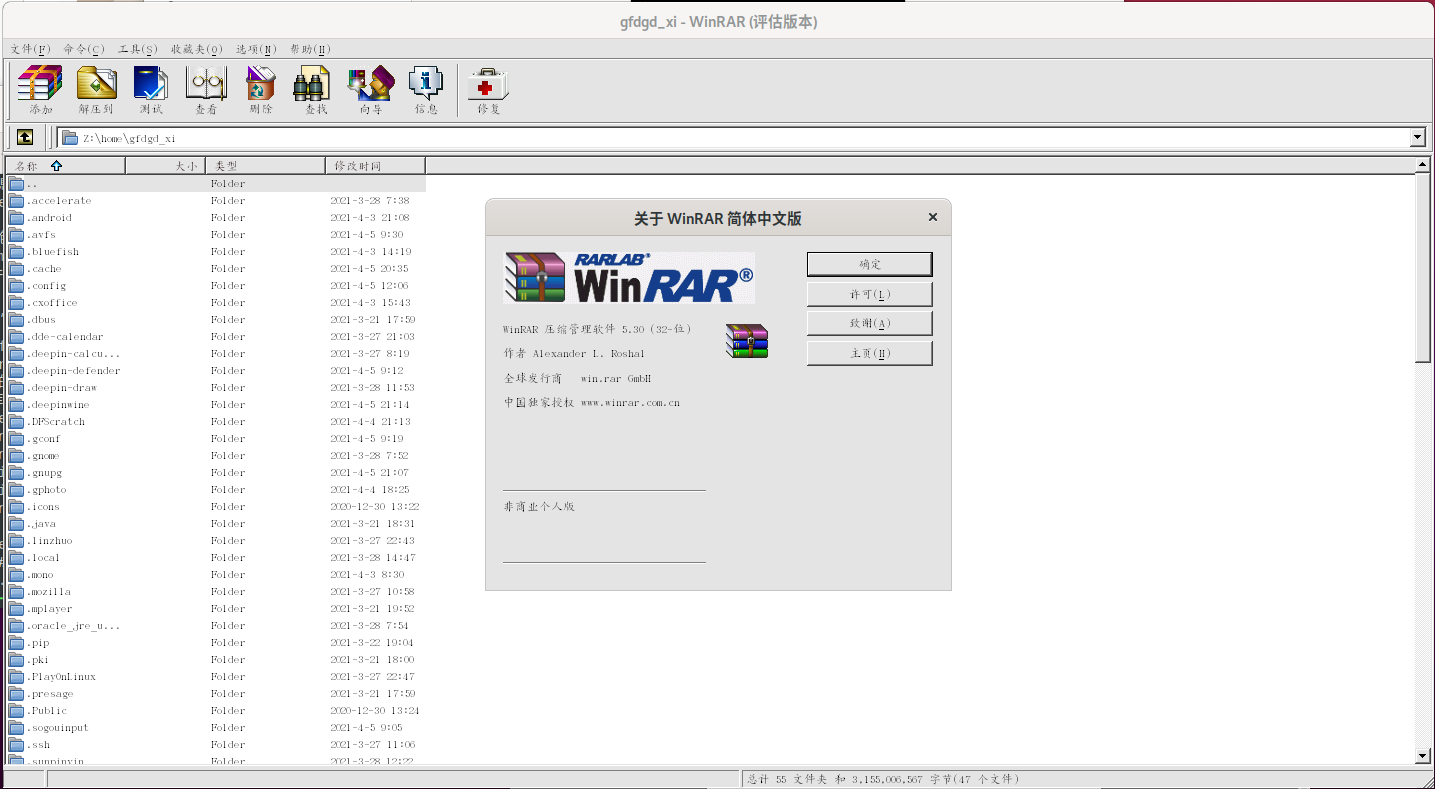 gfdgd_xi - WinRAR (评估版本)
文件(F) 命令(C) 工具(S) 收藏夹(O) 选项(N) 帮助(H)
添加 解压到 测试 查看 删除 查找 向导 信息 修复
Z:\home\gfdgd_xi
名称 大小 类型 修改时间
.. Folder
.accelerate Folder 2021-3-28 7:38
.android Folder 2021-4-3 21:08
.avfs Folder 2021-4-5 9:30
.bluefish Folder 2021-4-3 14:19
.cache Folder 2021-4-5 20:35
.config Folder 2021-4-5 12:06
.cxoffice Folder 2021-4-3 15:43
.dbus Folder 2021-3-21 17:59
.dde-calendar Folder 2021-3-27 21:03
.deepin-calcu... Folder 2021-3-27 8:19
.deepin-defender Folder 2021-4-5 9:12
.deepin-draw Folder 2021-3-28 11:53
.deepinwine Folder 2021-4-5 21:14
.DFScratch Folder 2021-4-4 21:13
.gconf Folder 2021-4-5 9:19
.gnome Folder 2021-3-28 7:52
.gnupg Folder 2021-4-5 21:07
.gphoto Folder 2021-4-4 18:25
.icons Folder 2020-12-30 13:22
.java Folder 2021-3-21 18:31
.linzhuo Folder 2021-3-27 22:43
.local Folder 2021-3-28 14:47
.mono Folder 2021-4-3 8:30
.mozilla Folder 2021-3-27 10:58
.mplayer Folder 2021-3-21 19:52
.oracle_jre_u... Folder 2021-3-28 7:54
.pip Folder 2021-3-22 19:04
.pki Folder 2021-3-21 18:00
.PlayOnLinux Folder 2021-3-27 22:47
.presage Folder 2021-3-21 17:59
.Public Folder 2020-12-30 13:24
.sogouinput Folder 2021-4-5 9:05
.ssh Folder 2021-3-27 11:06
.sunpinyin Folder 2021-3-28 12:22
关于 WinRAR 简体中文版
RARLAB®
WinRAR®
确定
许可(L)
致谢(A)
主页(H)
WinRAR 压缩管理软件 5.30 (32-位)
作者 Alexander L. Roshal
全球发行商 win.rar GmbH
中国独家授权 www.winrar.com.cn
非商业个人版
总计 55 文件夹 和 3,155,006,567 字节(47 个文件)